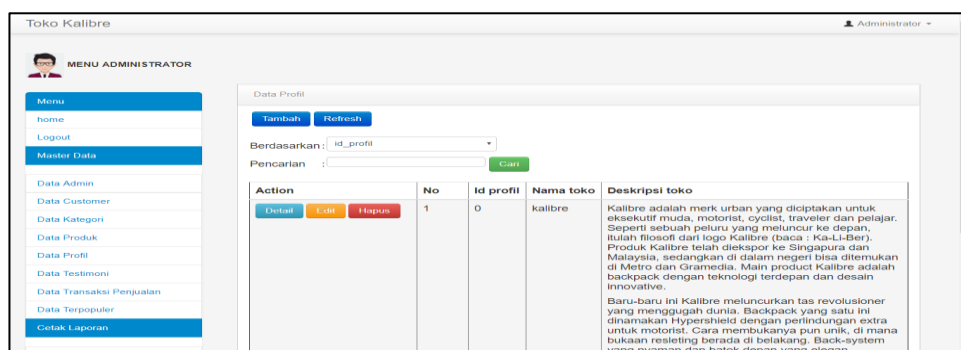 Toko Kalibre
Administrator
MENU ADMINISTRATOR
Menu
home
Logout
Master Data
Data Admin
Data Customer
Data Kategori
Data Produk
Data Profil
Data Testimoni
Data Transaksi Penjualan
Data Terpopuler
Cetak Laporan
Data Profil
Tambah Refresh
Berdasarkan : id_profil
Pencarian : Cari
Action No Id profil Nama toko Deskripsi toko
Detail Edit Hapus 1 0 kalibre Kalibre adalah merk urban yang diciptakan untuk
eksekutif muda, motorist, cyclist, traveler dan pelajar.
Seperti sebuah peluru yang meluncur ke depan,
itulah filosofi dari logo Kalibre (baca : Ka-Li-Ber).
Produk Kalibre telah diekspor ke Singapura dan
Malaysia, sedangkan di dalam negeri bisa ditemukan
di Metro dan Gramedia. Main product Kalibre adalah
backpack dengan teknologi terdepan dan desain
innovative.
Baru-baru ini Kalibre meluncurkan tas revolusioner
yang menggugah dunia. Backpack yang satu ini
dinamakan Hypershield dengan perlindungan extra
untuk motorist. Cara membukanya pun unik, di mana
bukaan resleting berada di belakang. Back-system
yang nyaman dan batok depan yang elegan